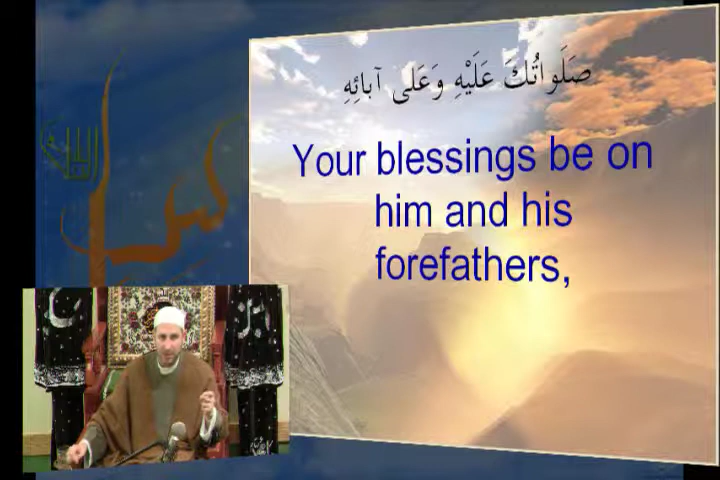 صَلَواتُكَ عَلَيْهِ وَعَلى آبائِهِ
Your blessings be on
him and his
forefathers,